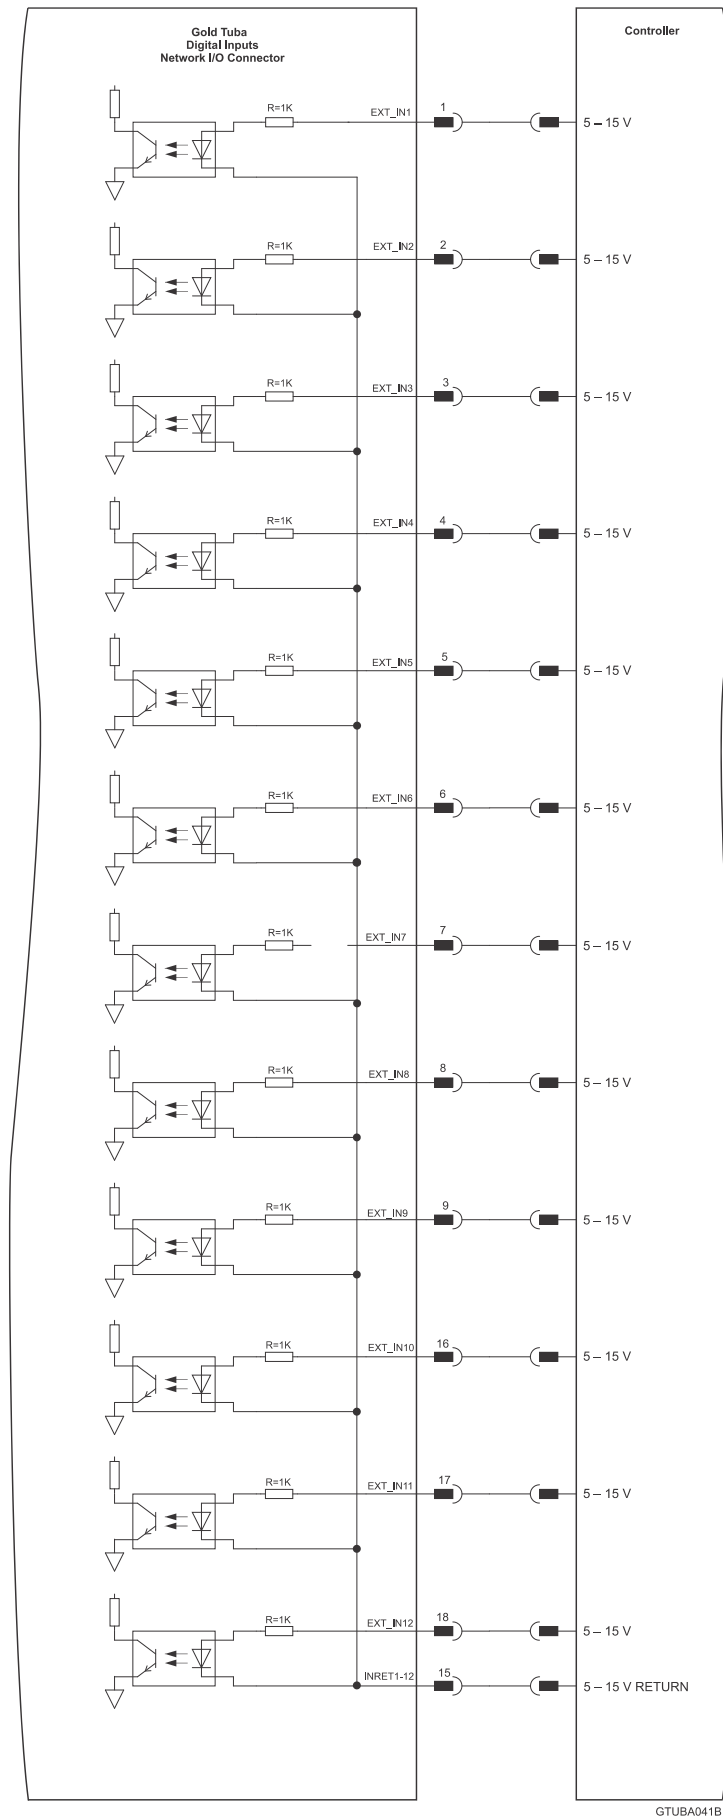 Gold Tuba
Digital Inputs
Network I/O Connector
Controller
R=1K EXT_IN1 1 5 – 15 V
R=1K EXT_IN2 2 5 – 15 V
R=1K EXT_IN3 3 5 – 15 V
R=1K EXT_IN4 4 5 – 15 V
R=1K EXT_IN5 5 5 – 15 V
R=1K EXT_IN6 6 5 – 15 V
R=1K EXT_IN7 7 5 – 15 V
R=1K EXT_IN8 8 5 – 15 V
R=1K EXT_IN9 9 5 – 15 V
R=1K EXT_IN10 16 5 – 15 V
R=1K EXT_IN11 17 5 – 15 V
R=1K EXT_IN12 18 5 – 15 V
INRET1-12 15 5 – 15 V RETURN
GTUBA041B